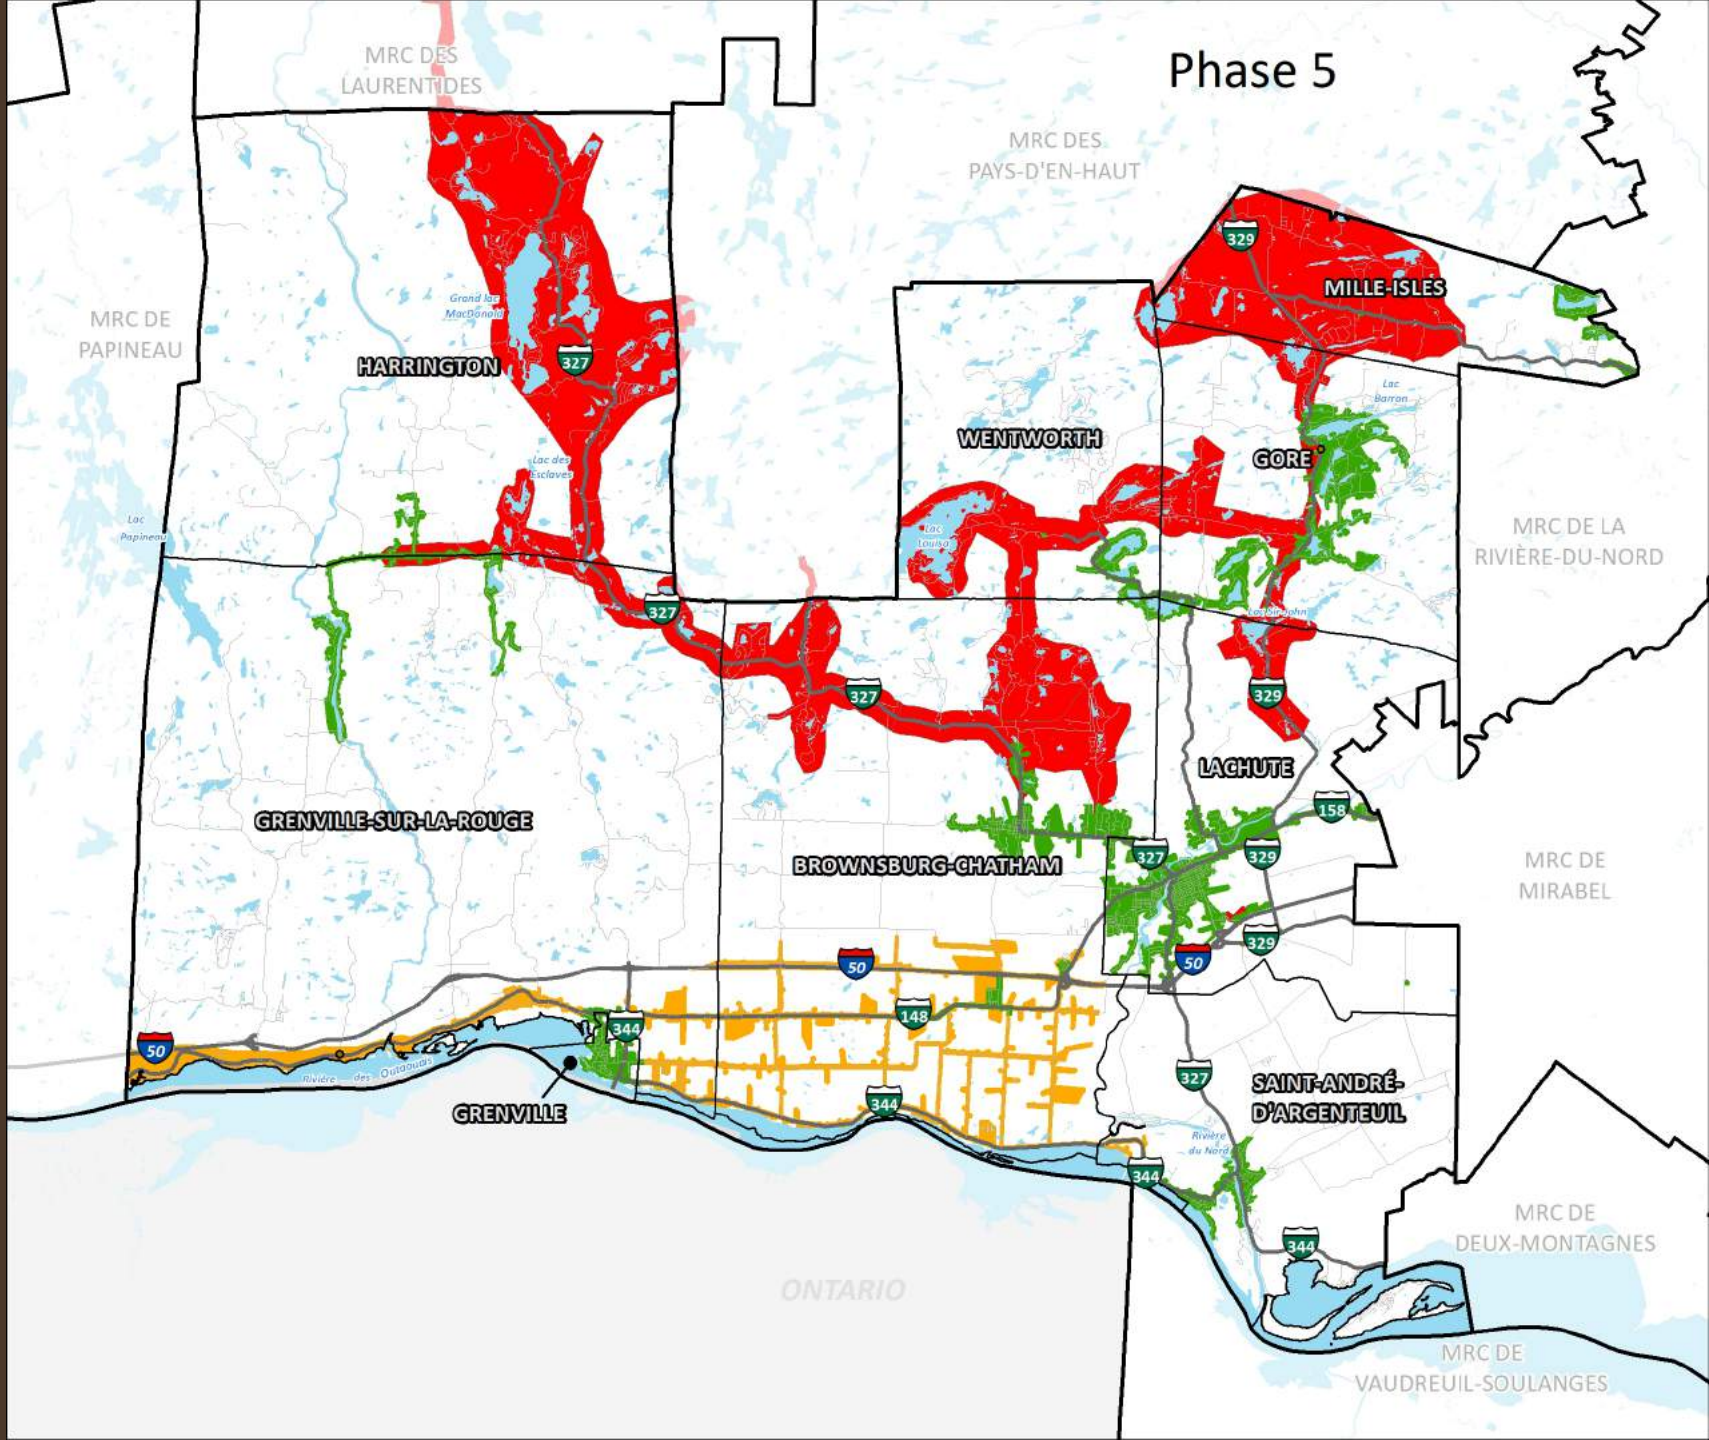 Phase 5
MRC DES
LAURENTIDES
MRC DES
PAYS-D'EN-HAUT
329
MILLE-ISLES
Grand lac
MacDonald
MRC DE
PAPINEAU
HARRINGTON
327
Lac
Barron
WENTWORTH
GORE
Lac des
Esclaves
Lac
Papineau
Lac
Louisa
MRC DE LA
RIVIÈRE-DU-NORD
327
Lac Sir John
327
329
LACHUTE
158
GRENVILLE-SUR-LA-ROUGE
BROWNSBURG-CHATHAM
327
329
MRC DE
MIRABEL
329
50
50
148
344
50
Rivière des Outaouais
327
SAINT-ANDRÉ-
D'ARGENTEUIL
344
GRENVILLE
Rivière
du Nord
344
MRC DE
DEUX-MONTAGNES
344
ONTARIO
MRC DE
VAUDREUIL-SOULANGES